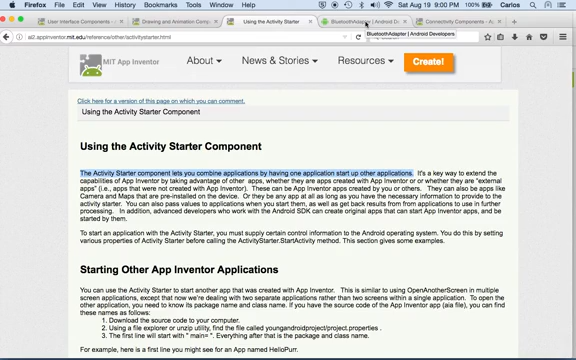 Firefox File Edit View History Bookmarks Tools Window Help Sat Aug 19 9:00 PM Carlos
User Interface Components - Drawing and Animation Comp Using the Activity Starter BluetoothAdapter | Android De Connectivity Components - A
ai2.appinventor.mit.edu/reference/other/activitystarter.html Search
BluetoothAdapter | Android Developers
MIT App Inventor About News & Stories Resources Create!
Click here for a version of this page on which you can comment.
Using the Activity Starter Component
Using the Activity Starter Component
The Activity Starter component lets you combine applications by having one application start up other applications. It's a key way to extend the
capabilities of App Inventor by taking advantage of other apps, whether they are apps created with App Inventor or or whether they are "external
apps" (i.e., apps that were not created with App Inventor). These can be App Inventor apps created by you or others. They can also be apps like
Camera and Maps that are pre-installed on the device. Or they be any app at all as long as you have the necessary information to provide to the
activity starter. You can also pass values to applications when you start them, as well as get back results from applications to use in further
processing. In addition, advanced developers who work with the Android SDK can create original apps that can start App Inventor apps, and be
started by them.
To start an application with the Activity Starter, you must supply certain control information to the Android operating system. You do this by setting
various properties of Activity Starter before calling the ActivityStarter.StartActivity method. This section gives some examples.
Starting Other App Inventor Applications
You can use the Activity Starter to start another app that was created with App Inventor. This is similar to using OpenAnotherScreen in multiple
screen applications, except that now we're dealing with two separate applications rather than two screens within a single application. To open the
other application, you need to know its package name and class name. If you have the source code of the App Inventor app (aia file), you can find
these names as follows:
1. Download the source code to your computer.
2. Using a file explorer or unzip utility, find the file called youngandroidproject/project.properties .
3. The first line will start with " main= ". Everything after that is the package and class name.
For example, here is a first line you might see for an App named HelloPurr.